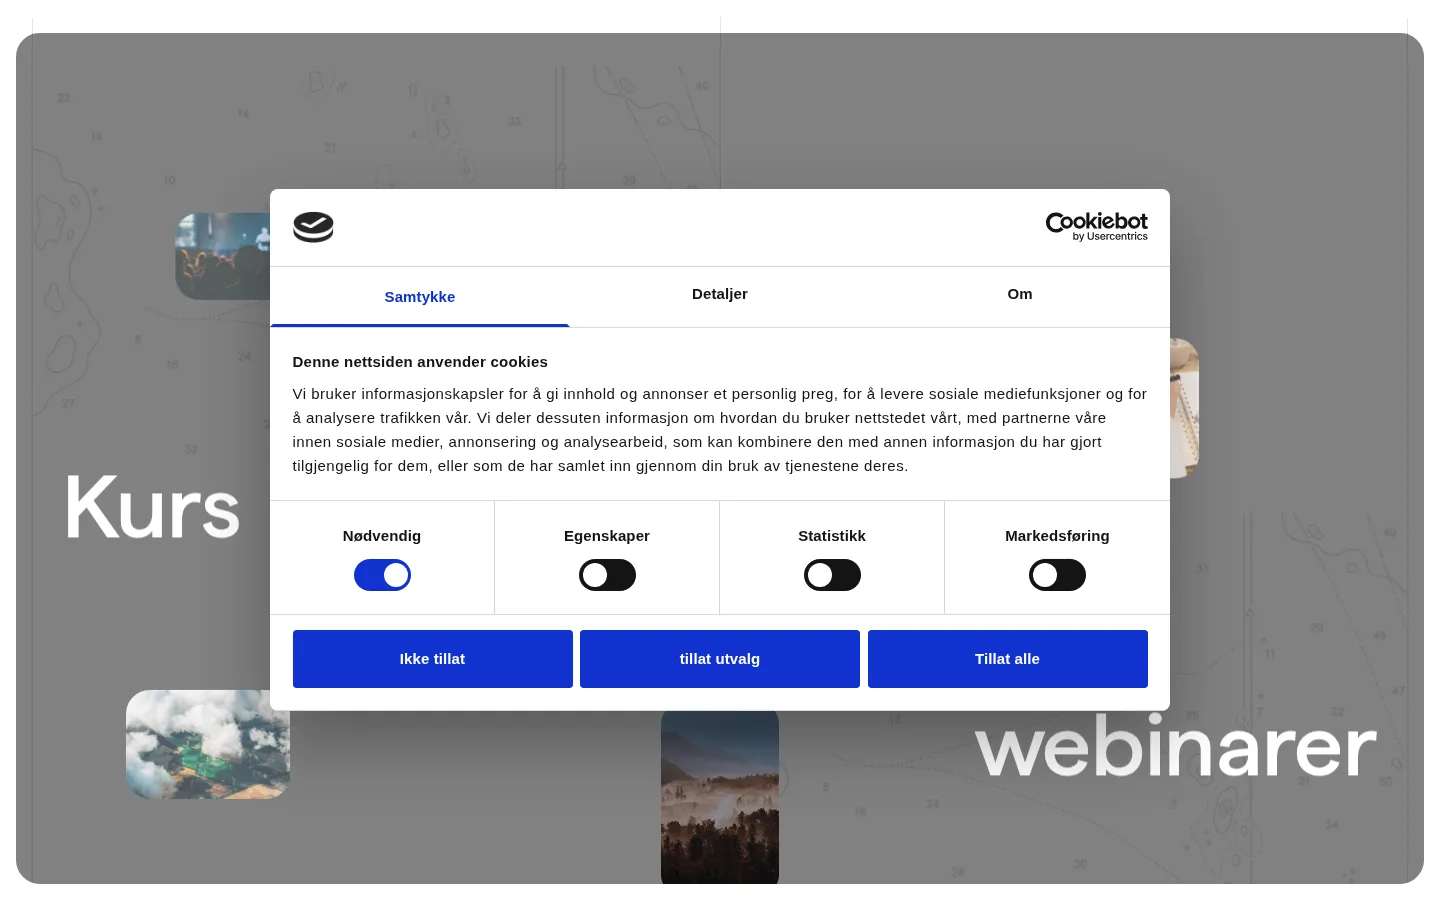 Cookiebot
by Usercentrics
Samtykke
Detaljer
Om
Denne nettsiden anvender cookies
Vi bruker informasjonskapsler for å gi innhold og annonser et personlig preg, for å levere sosiale mediefunksjoner og for
å analysere trafikken vår. Vi deler dessuten informasjon om hvordan du bruker nettstedet vårt, med partnerne våre
innen sosiale medier, annonsering og analysearbeid, som kan kombinere den med annen informasjon du har gjort
tilgjengelig for dem, eller som de har samlet inn gjennom din bruk av tjenestene deres.
Kurs
Nødvendig
Egenskaper
Statistikk
Markedsføring
Ikke tillat
tillat utvalg
Tillat alle
webinarer